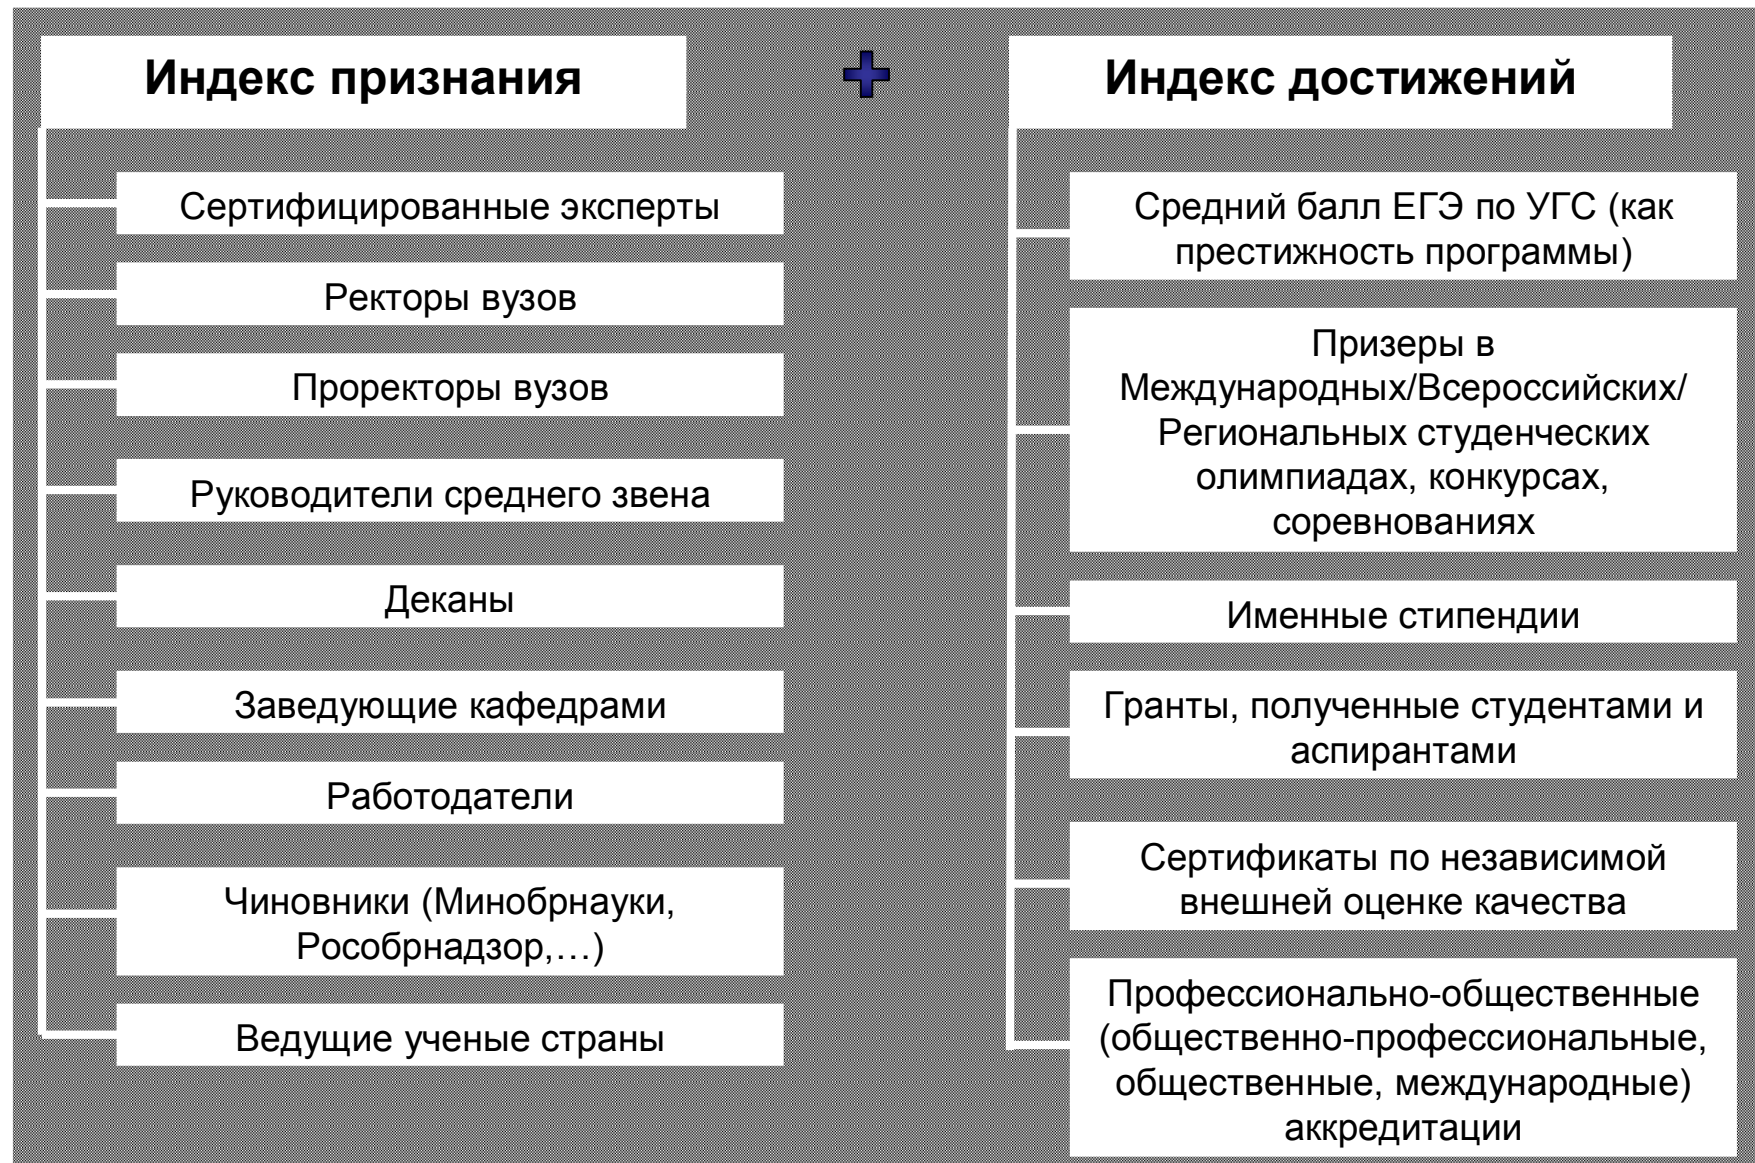 Индекс признания
Сертифицированные эксперты
Ректоры вузов
Проректоры вузов
Руководители среднего звена
Деканы
Заведующие кафедрами
Работодатели
Чиновники (Минобрнауки,
Рособрнадзор,…)
Ведущие ученые страны
Индекс достижений
Средний балл ЕГЭ по УГС (как
престижность программы)
Призеры в
Международных/Всероссийских/
Региональных студенческих
олимпиадах, конкурсах,
соревнованиях
Именные стипендии
Гранты, полученные студентами и
аспирантами
Сертификаты по независимой
внешней оценке качества
Профессионально-общественные
(общественно-профессиональные,
общественные, международные)
аккредитации